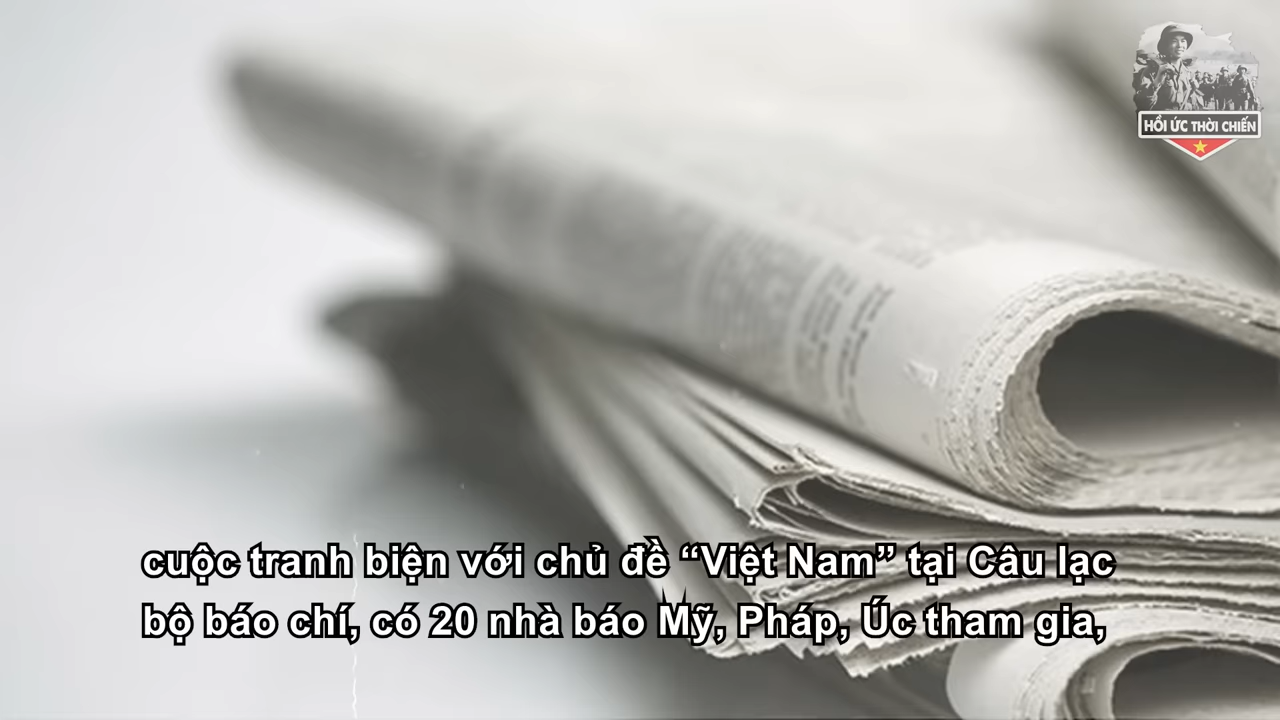 HỒI ỨC THỜI CHIẾN
cuộc tranh biện với chủ đề “Việt Nam” tại Câu lạc
bộ báo chí, có 20 nhà báo Mỹ, Pháp, Úc tham gia,